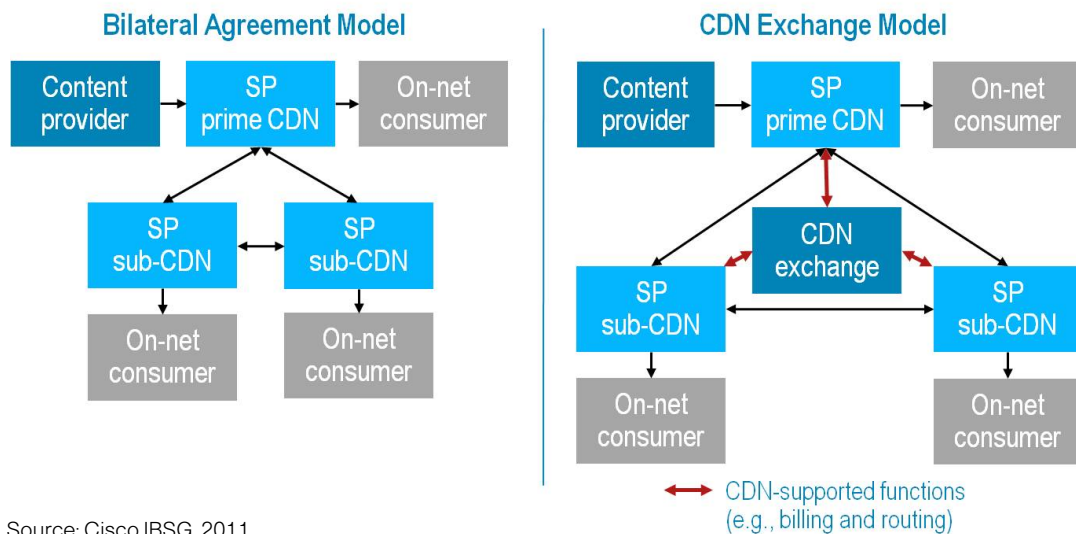 Bilateral Agreement Model
Content
provider
SP
prime CDN
On-net
consumer
SP
sub-CDN
SP
sub-CDN
On-net
consumer
On-net
consumer
CDN Exchange Model
Content
provider
SP
prime CDN
On-net
consumer
CDN
exchange
SP
sub-CDN
SP
sub-CDN
On-net
consumer
On-net
consumer
CDN-supported functions
(e.g., billing and routing)
Source: Cisco IBSG, 2011